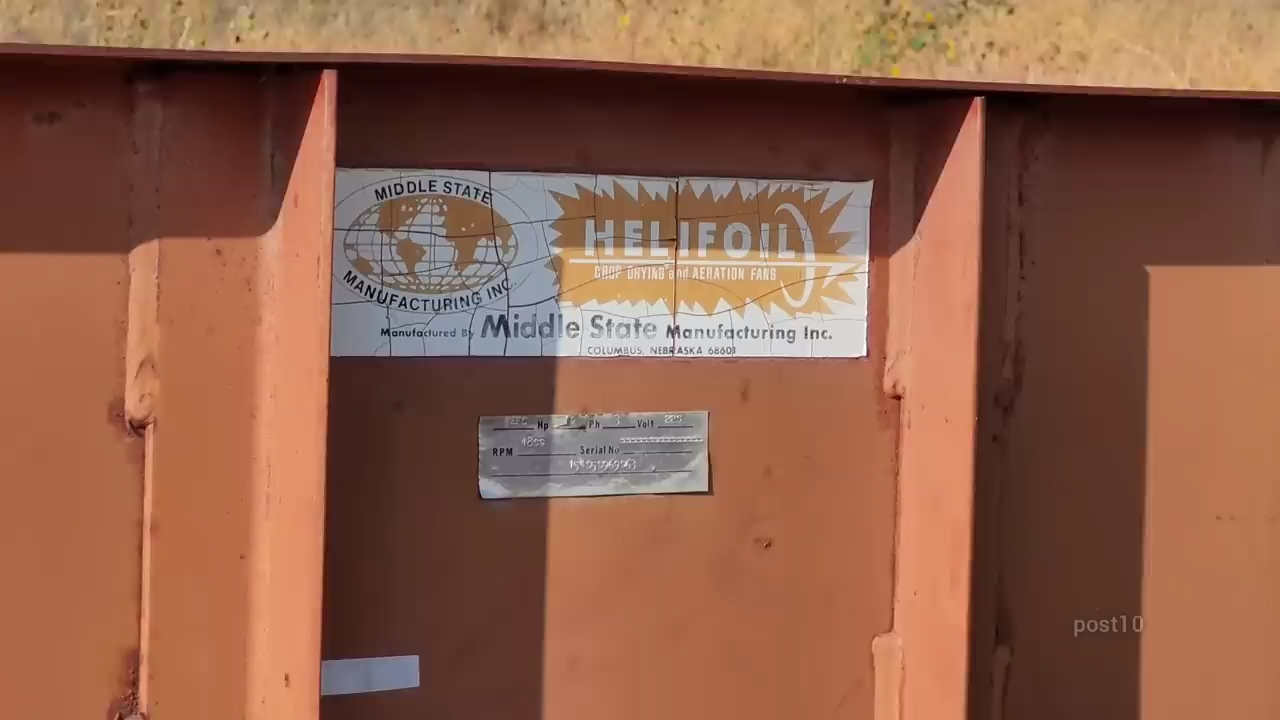 MIDDLE STATE
MANUFACTURING INC.
HELIFOIL
CROP DRYING and AERATION FANS
Manufactured By Middle State Manufacturing Inc.
COLUMBUS, NEBRASKA 68601
Hp Ph Volt
RPM Serial No
post10